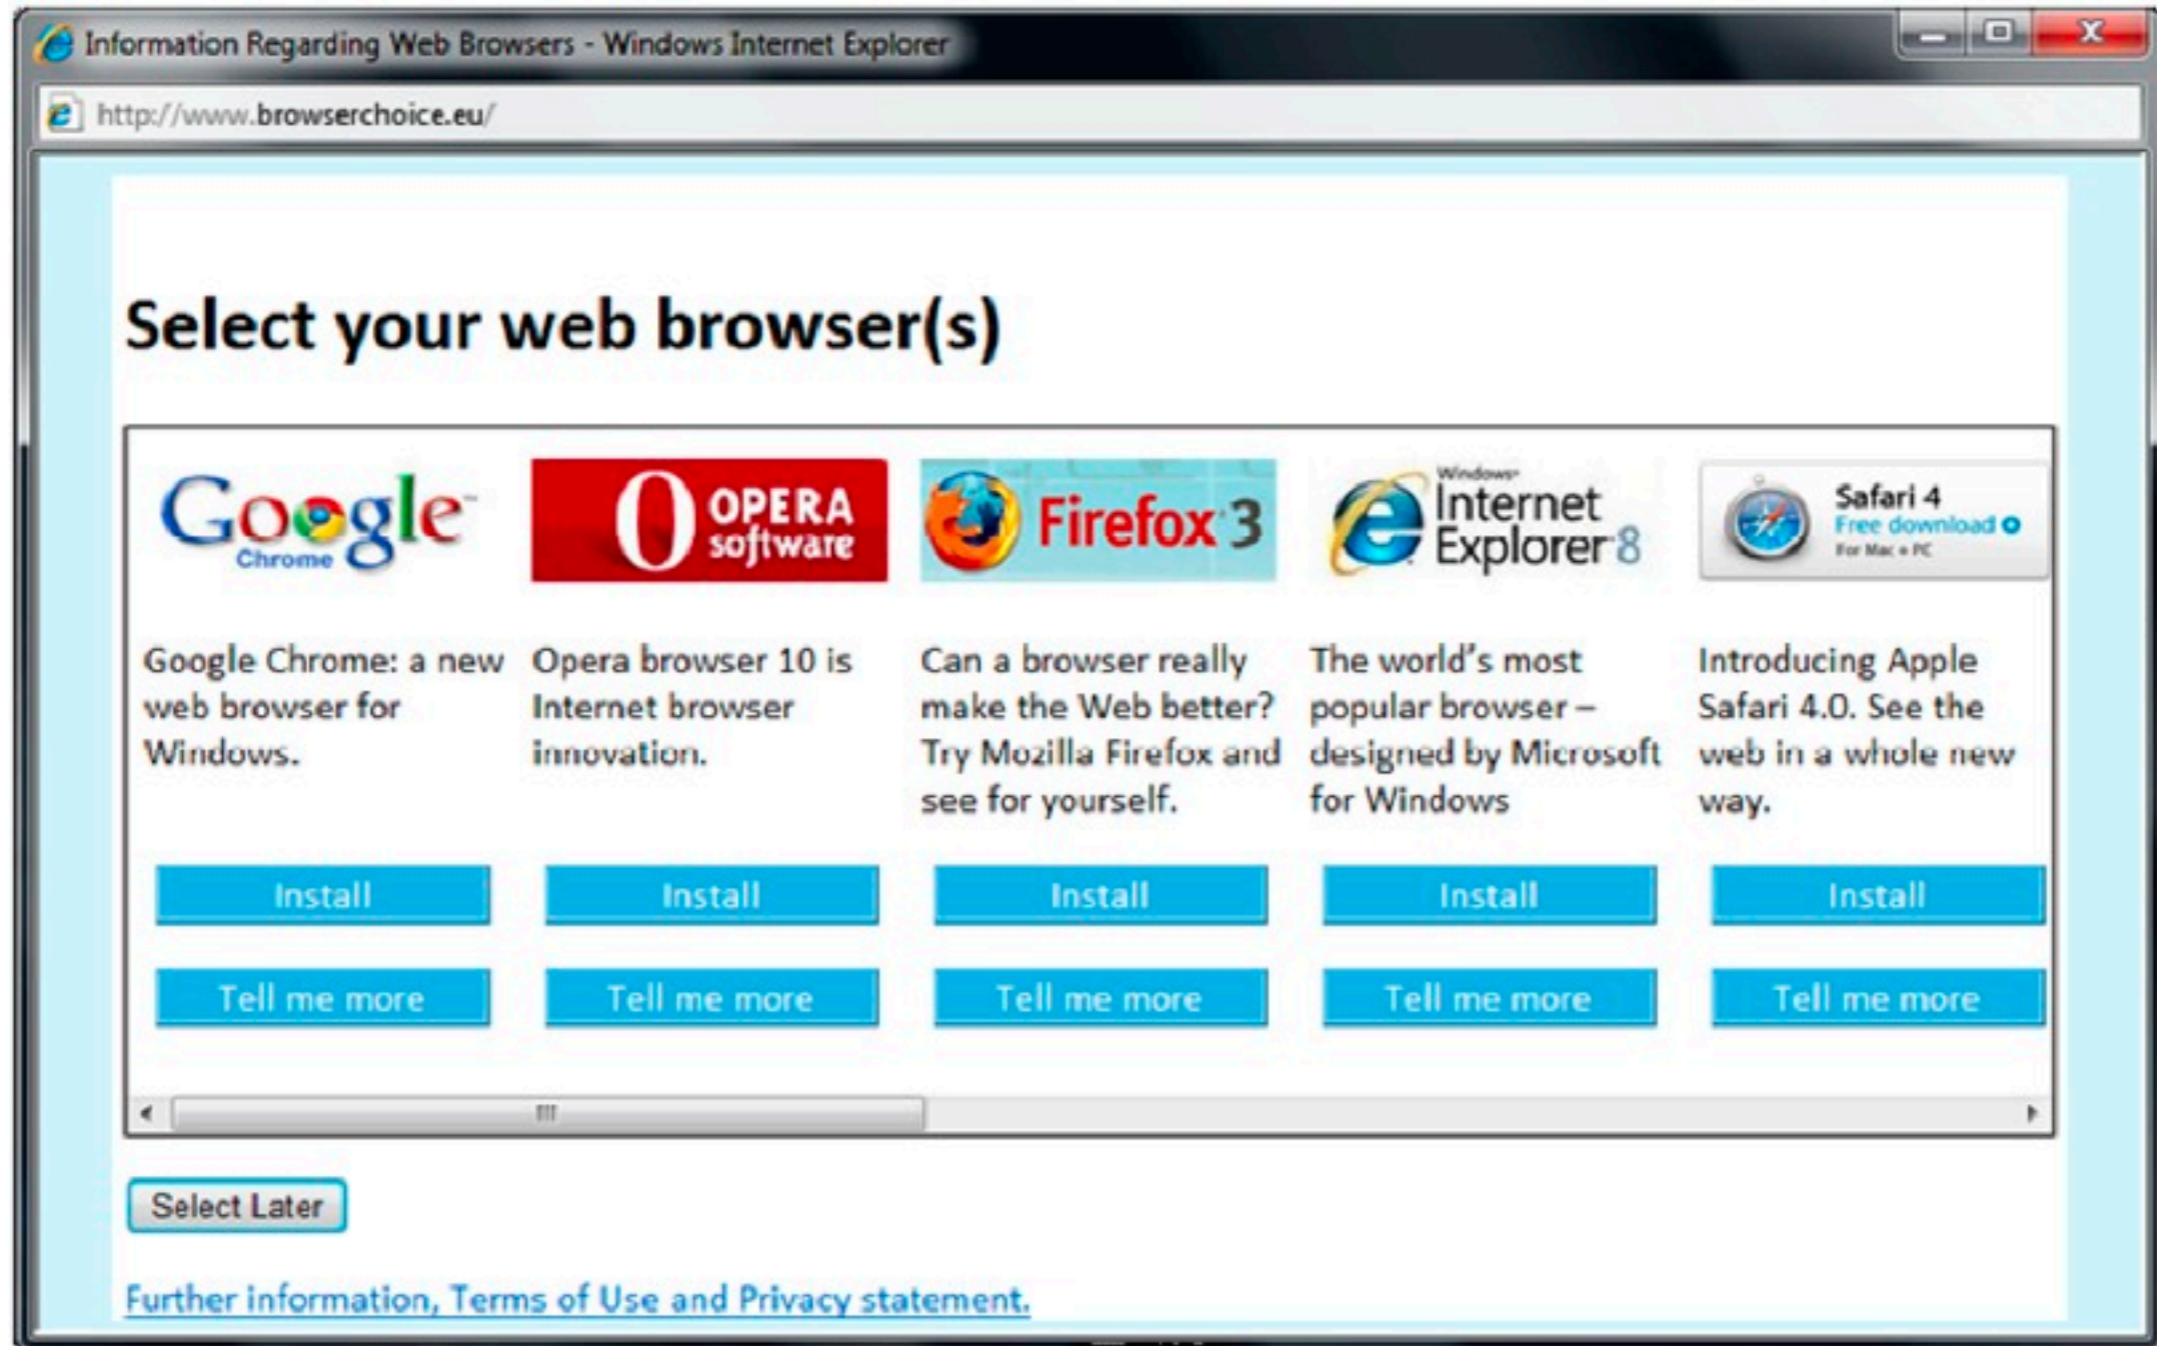 Information Regarding Web Browsers - Windows Internet Explorer
http://www.browserchoice.eu/
Select your web browser(s)
Google™
Chrome
OPERA
software
Firefox 3
Windows
Internet
Explorer 8
Safari 4
Free download
For Mac + PC
Google Chrome: a new
web browser for
Windows.
Opera browser 10 is
Internet browser
innovation.
Can a browser really
make the Web better?
Try Mozilla Firefox and
see for yourself.
The world's most
popular browser –
designed by Microsoft
for Windows
Introducing Apple
Safari 4.0. See the
web in a whole new
way.
Install
Install
Install
Install
Install
Tell me more
Tell me more
Tell me more
Tell me more
Tell me more
Select Later
Further information, Terms of Use and Privacy statement.